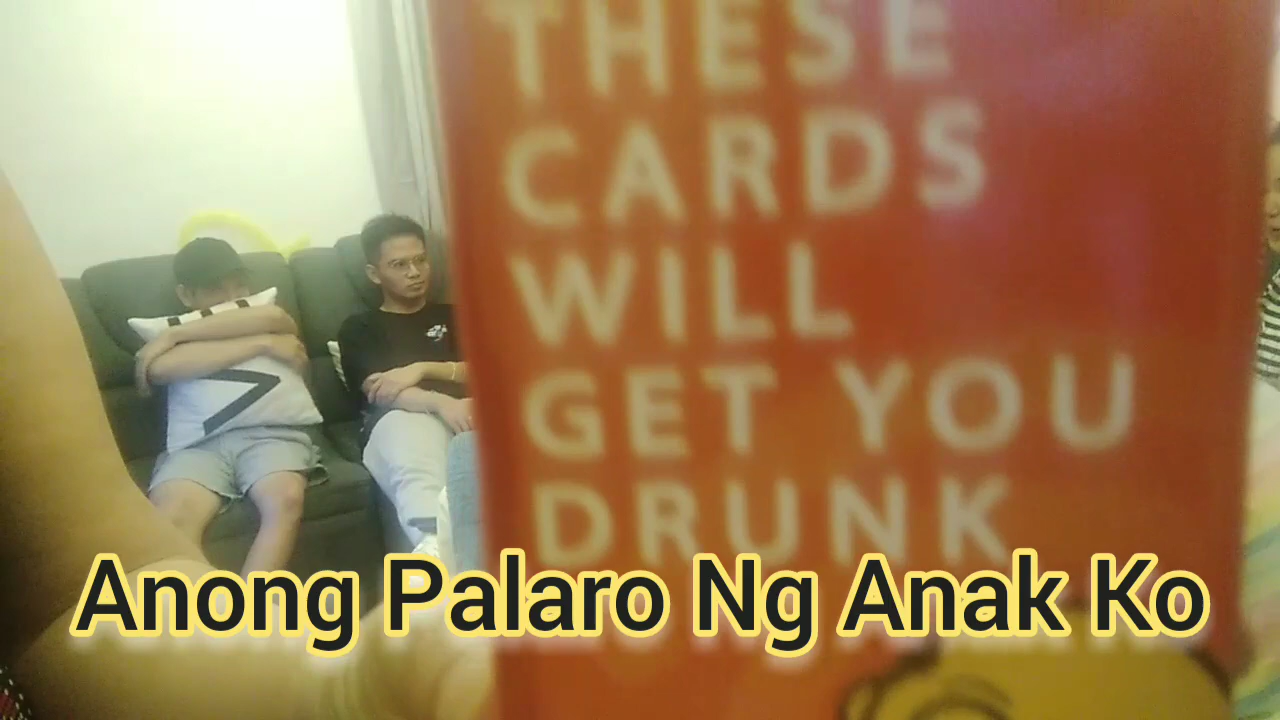 THESE
CARDS
WILL
GET YOU
DRUNK
Anong Palaro Ng Anak Ko